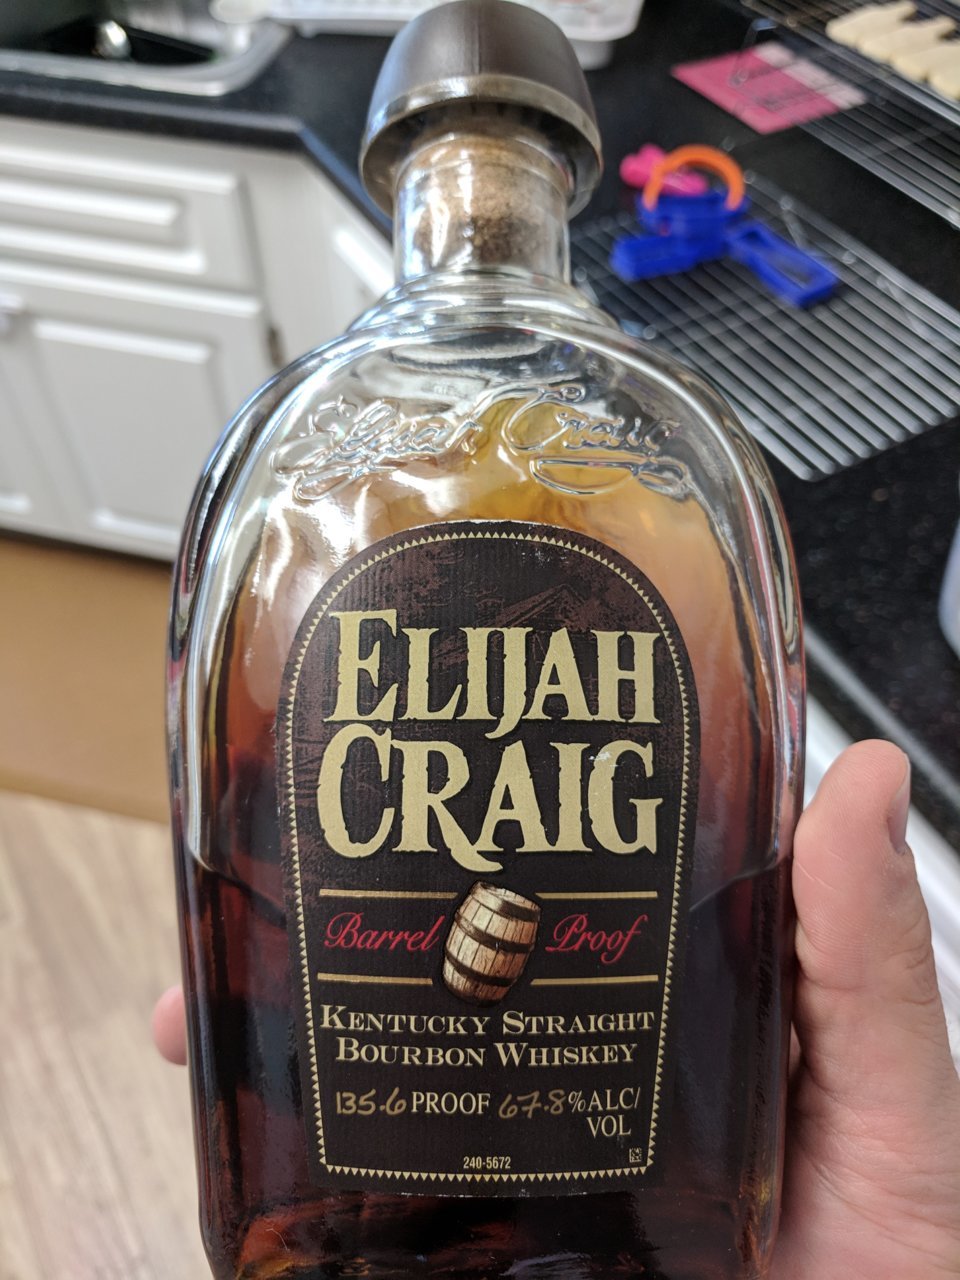 Elijah Craig
ELIJAH
CRAIG
Barrel Proof
KENTUCKY STRAIGHT
BOURBON WHISKEY
135.6 PROOF 67.8% ALC/
VOL
240-5672